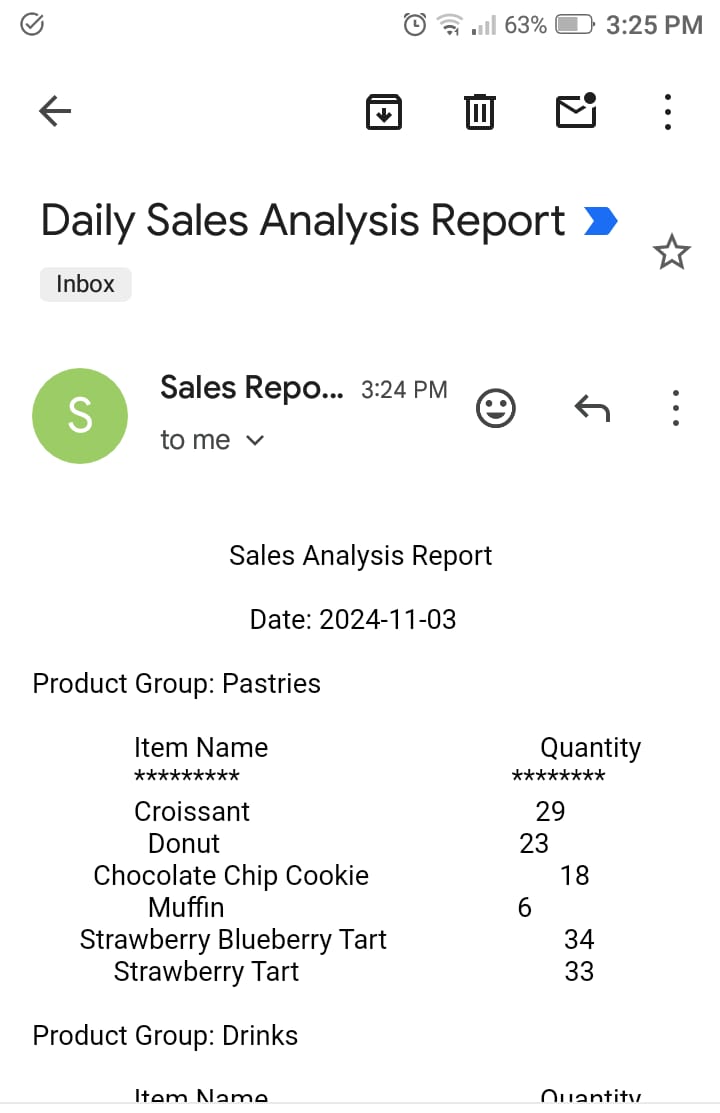 63% 3:25 PM
Daily Sales Analysis Report
Inbox
S
Sales Repo... 3:24 PM
to me
Sales Analysis Report
Date: 2024-11-03
Product Group: Pastries
Item Name Quantity
********* ********
Croissant 29
Donut 23
Chocolate Chip Cookie 18
Muffin 6
Strawberry Blueberry Tart 34
Strawberry Tart 33
Product Group: Drinks
Item Name Quantity